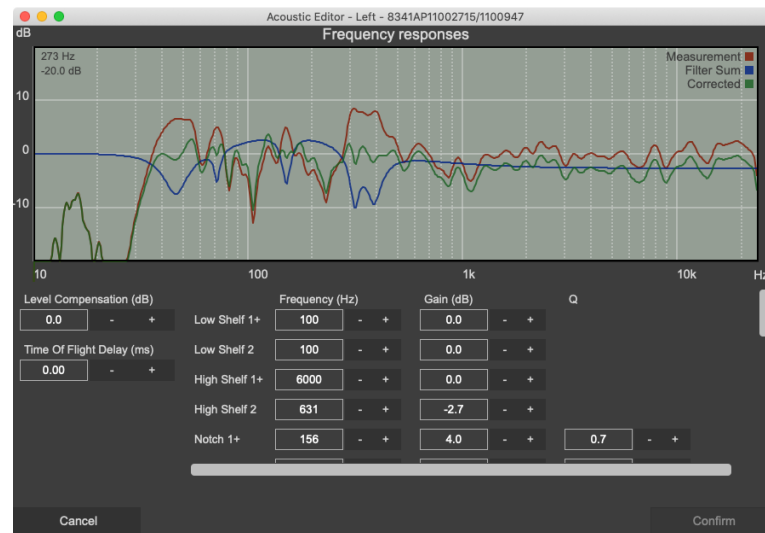 Acoustic Editor - Left - 8341AP11002715/1100947
dB
Frequency responses
273 Hz
-20.0 dB
Measurement
Filter Sum
Corrected
10
0
-10
10 100 1k 10k Hz
Level Compensation (dB) Frequency (Hz) Gain (dB) Q
0.0 - + Low Shelf 1+ 100 - + 0.0 - +
Time Of Flight Delay (ms) Low Shelf 2 100 - + 0.0 - +
0.00 - + High Shelf 1+ 6000 - + 0.0 - +
High Shelf 2 631 - + -2.7 - +
Notch 1+ 156 - + 4.0 - + 0.7 - +
Cancel Confirm